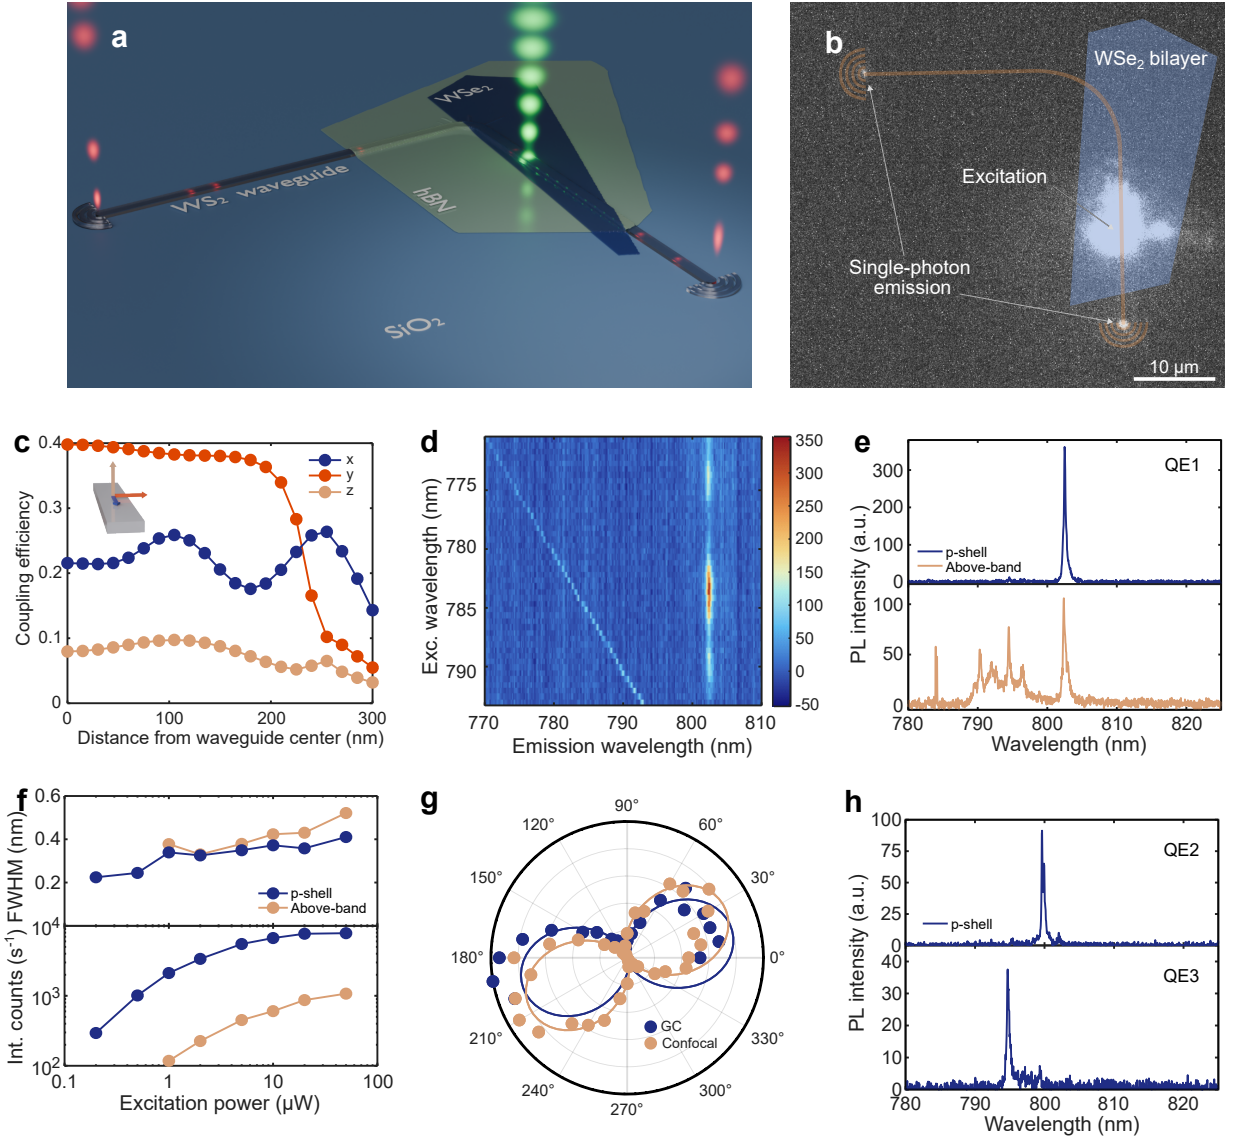 a
WSe₂
WS₂ waveguide
hBN
SiO₂
b
WSe₂ bilayer
Excitation
Single-photon
emission
10 µm
c
0.4
0.3
0.2
0.1
0
x
y
z
Coupling efficiency
0
100
200
300
Distance from waveguide center (nm)
d
775
780
785
790
Exc. wavelength (nm)
770
780
790
800
810
Emission wavelength (nm)
350
300
250
200
150
100
50
0
-50
e
QE1
300
200
100
0
p-shell
Above-band
100
50
0
PL intensity (a.u.)
780
790
800
810
820
Wavelength (nm)
f
0.6
0.4
0.2
FWHM (nm)
p-shell
Above-band
10⁴
10³
10²
Int. counts (s⁻¹)
0.1
1
10
100
Excitation power (µW)
g
90°
120°
60°
150°
30°
180°
0°
210°
330°
240°
300°
270°
GC
Confocal
h
100
75
50
25
0
QE2
p-shell
40
30
20
10
0
QE3
PL intensity (a.u.)
780
790
800
810
820
Wavelength (nm)